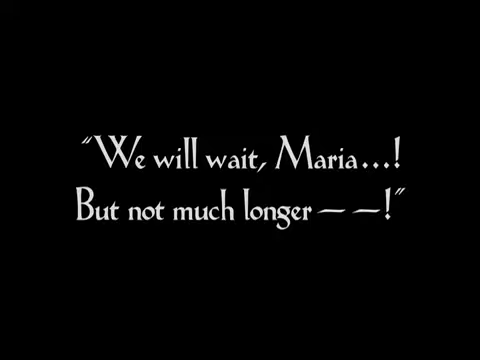 “We will wait, Maria...!
But not much longer — —!”